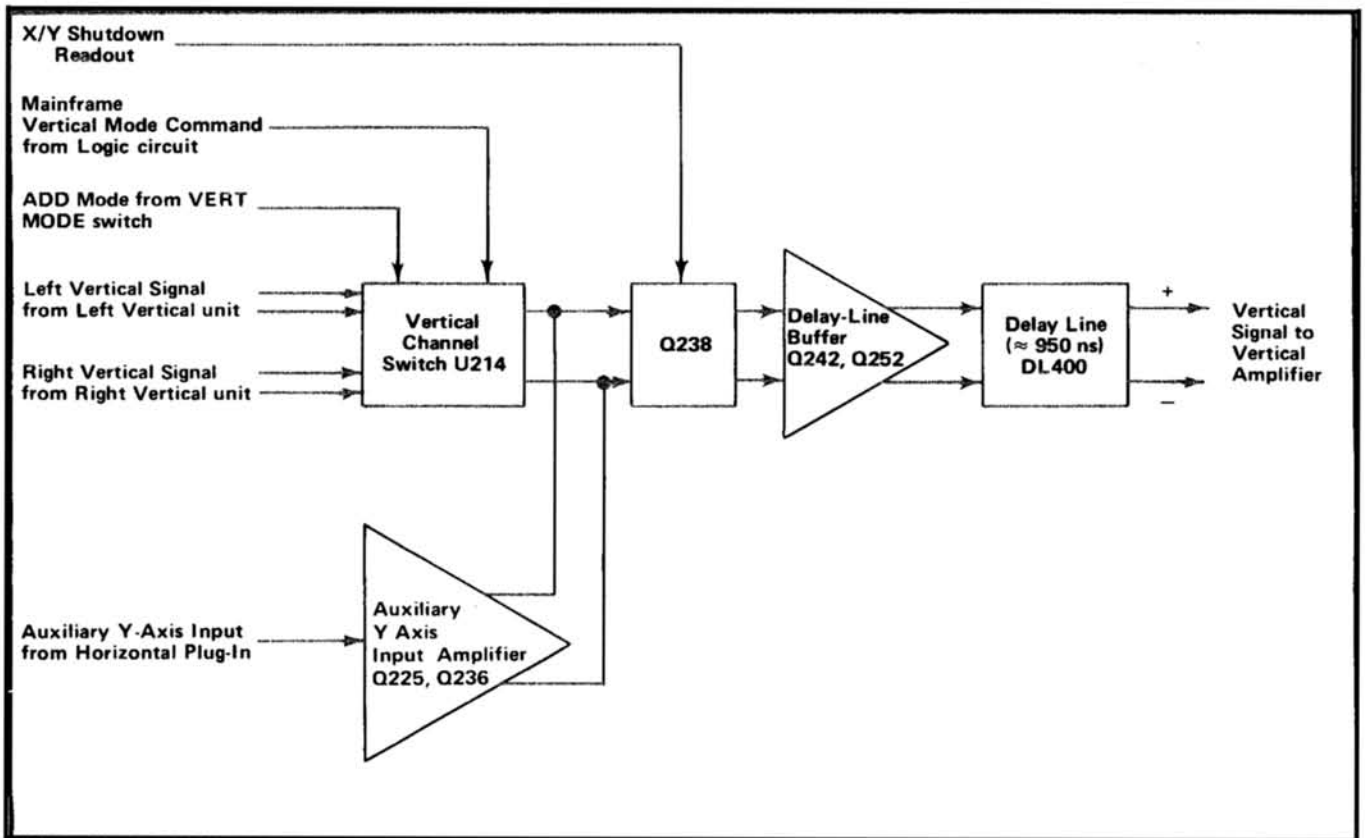 X/Y Shutdown
Readout
Mainframe
Vertical Mode Command
from Logic circuit
ADD Mode from VERT
MODE switch
Left Vertical Signal
from Left Vertical unit
Right Vertical Signal
from Right Vertical unit
Vertical
Channel
Switch U214
Q238
Delay-Line
Buffer
Q242, Q252
Delay Line
(≈ 950 ns)
DL400
+
−
Vertical
Signal to
Vertical
Amplifier
Auxiliary Y-Axis Input
from Horizontal Plug-In
Auxiliary
Y Axis
Input Amplifier
Q225, Q236